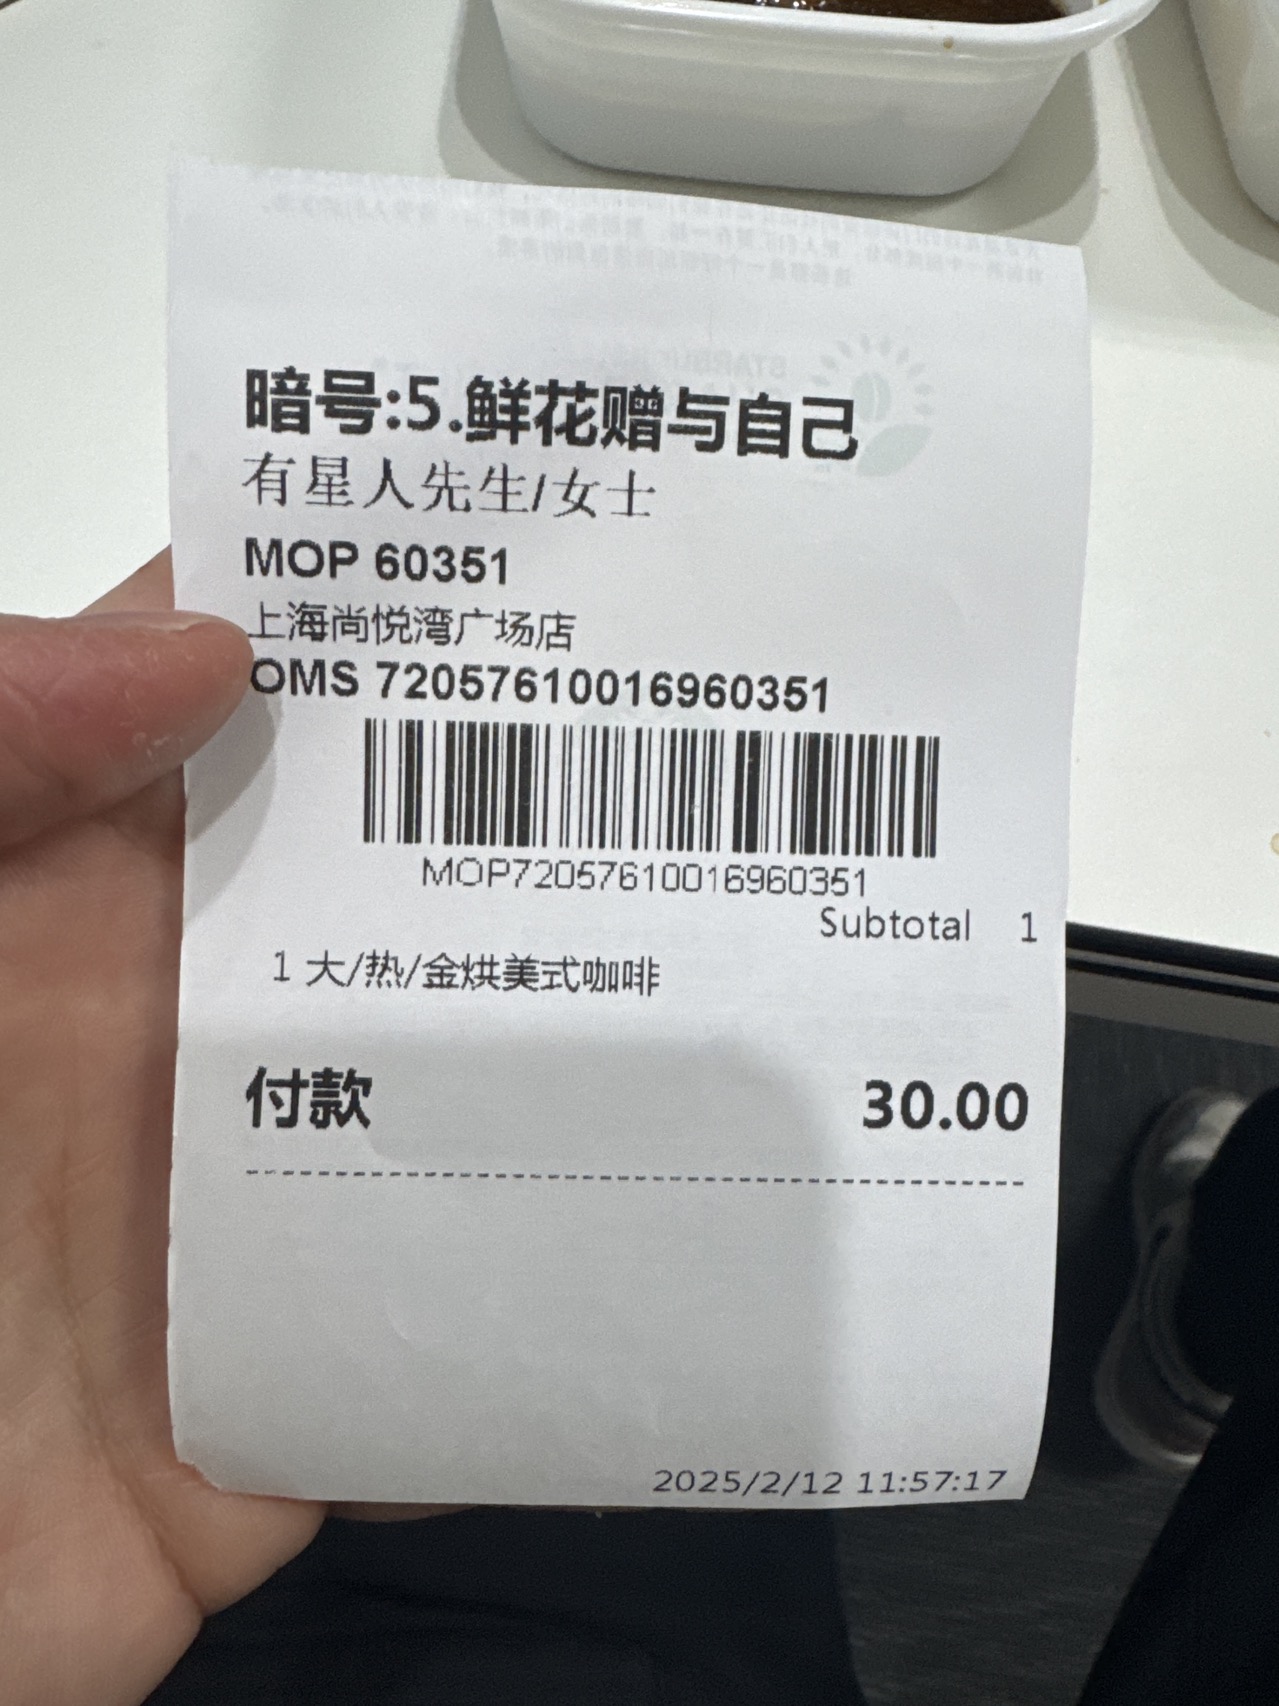 暗号:5.鲜花赠与自己
有星人先生/女士
MOP 60351
上海尚悦湾广场店
OMS 72057610016960351
MOP72057610016960351
Subtotal 1
1 大/热/金烘美式咖啡
付款 30.00
2025/2/12 11:57:17